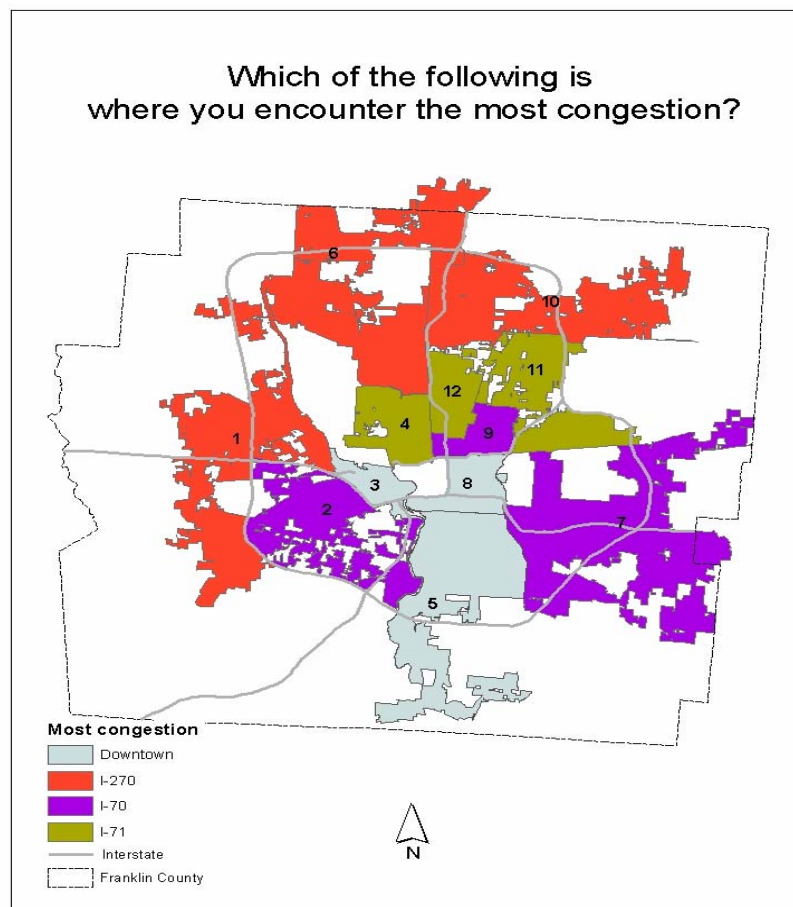 Which of the following is
where you encounter the most congestion?
6
10
11
12
4
9
1
3
8
2
7
5
Most congestion
Downtown
I-270
I-70
I-71
Interstate
Franklin County
N